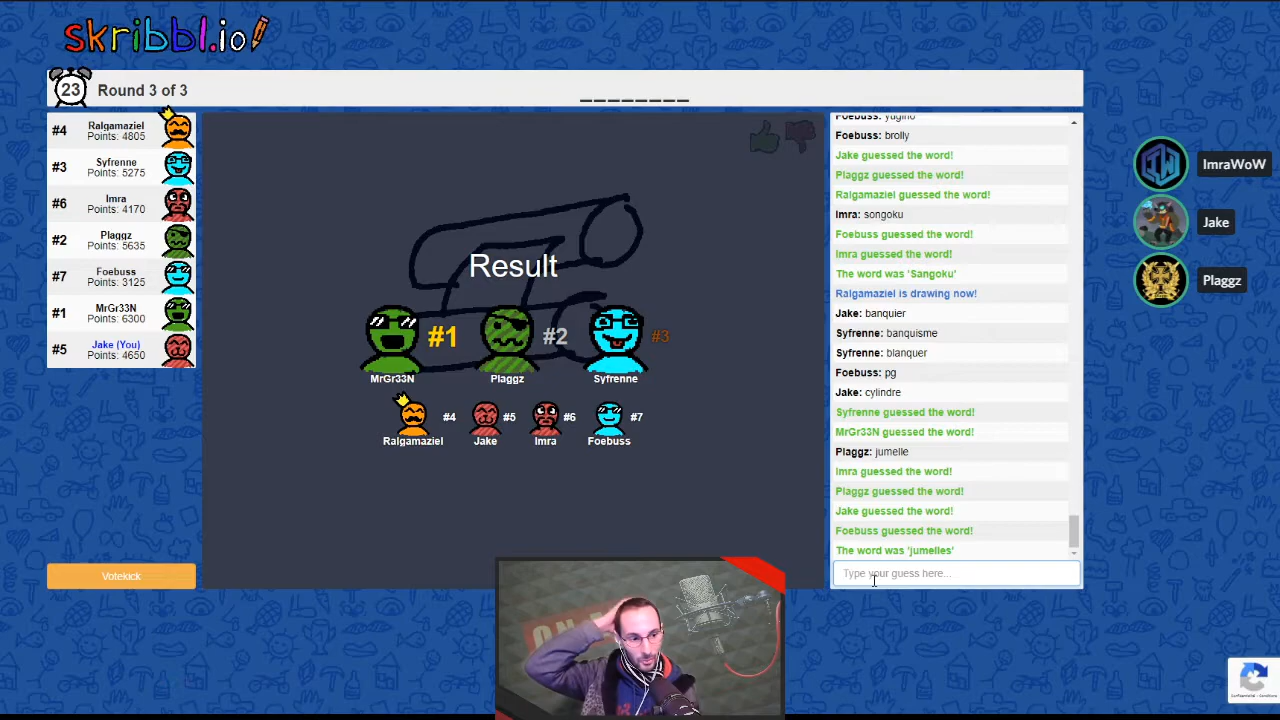 skribbl.io
23
Round 3 of 3
________
#4
Ralgamaziel
Points: 4805
#3
Syfrenne
Points: 5275
#6
Imra
Points: 4170
#2
Plaggz
Points: 5635
#7
Foebuss
Points: 3125
#1
MrGr33N
Points: 6300
#5
Jake (You)
Points: 4650
Votekick
Result
#1
#2
#3
MrGr33N
Plaggz
Syfrenne
#4
#5
#6
#7
Ralgamaziel
Jake
Imra
Foebuss
Foebuss: yugino
Foebuss: brolly
Jake guessed the word!
Plaggz guessed the word!
Ralgamaziel guessed the word!
Imra: songoku
Foebuss guessed the word!
Imra guessed the word!
The word was 'Sangoku'
Ralgamaziel is drawing now!
Jake: banquier
Syfrenne: banquisme
Syfrenne: blanquer
Foebuss: pg
Jake: cylindre
Syfrenne guessed the word!
MrGr33N guessed the word!
Plaggz: jumelle
Imra guessed the word!
Plaggz guessed the word!
Jake guessed the word!
Foebuss guessed the word!
The word was 'jumelles'
Type your guess here...
ImraWoW
Jake
Plaggz